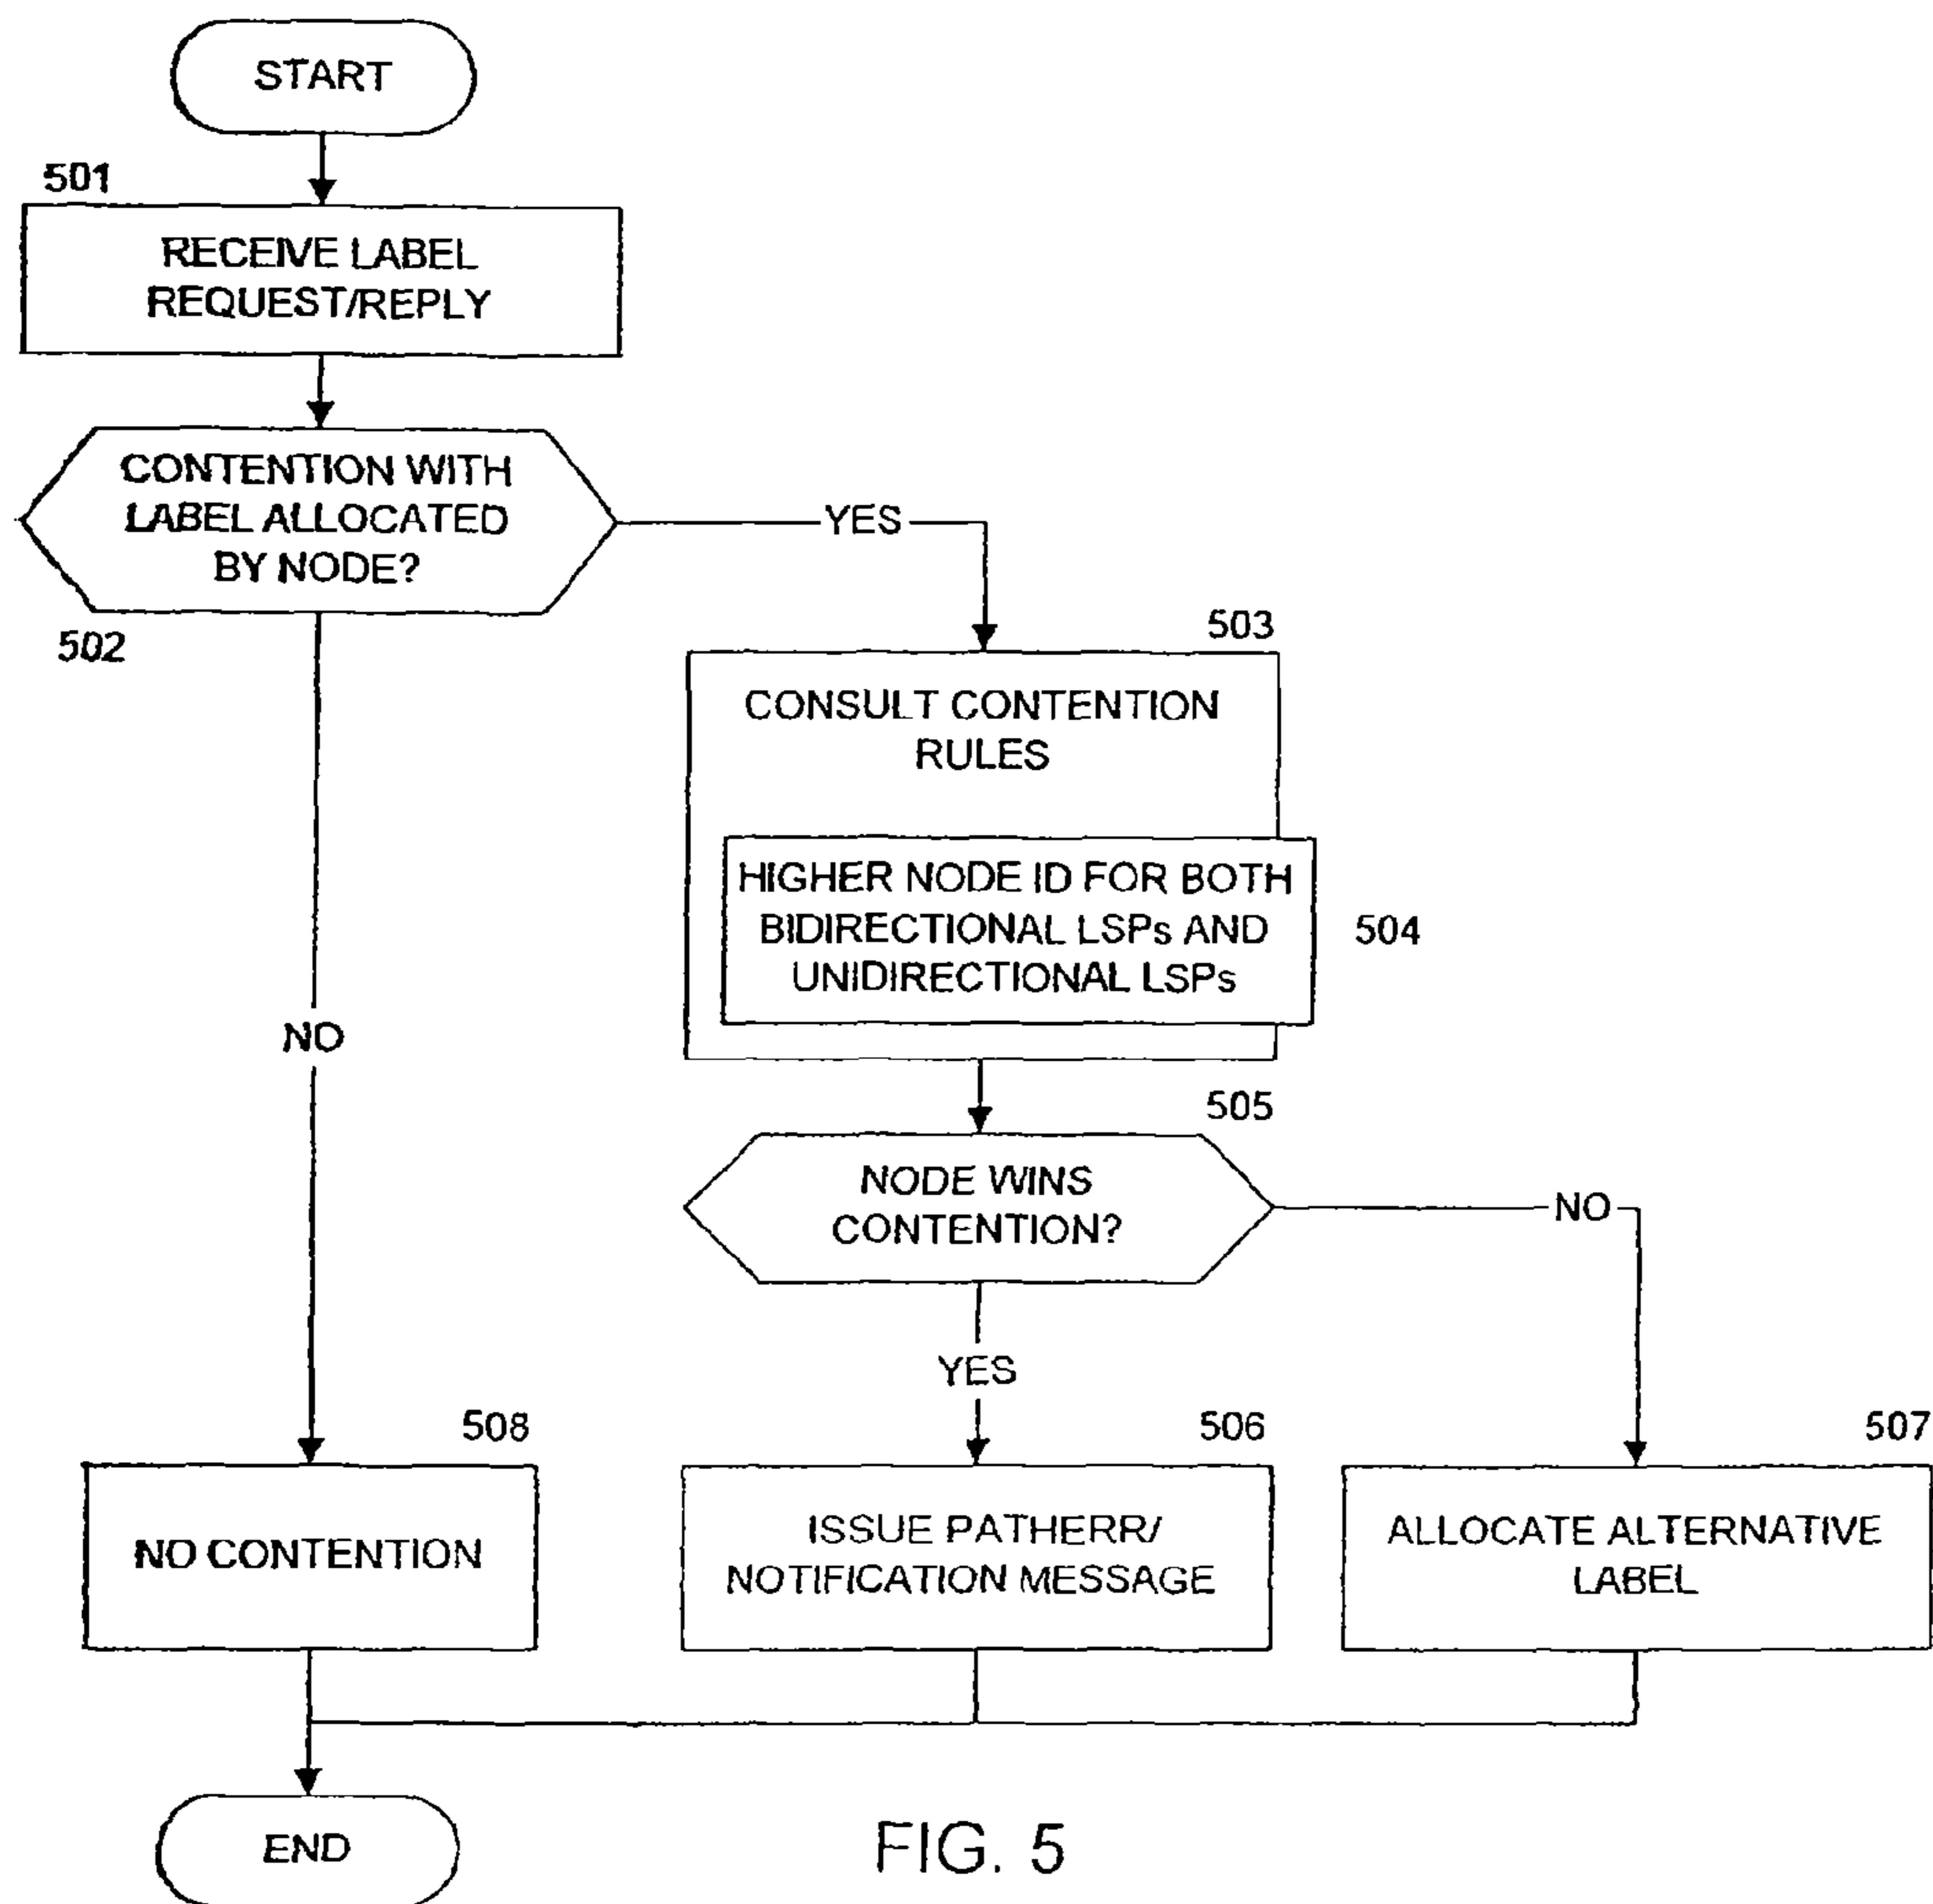 START
501
RECEIVE LABEL
REQUEST/REPLY
CONTENTION WITH
LABEL ALLOCATED
BY NODE?
YES
502
503
CONSULT CONTENTION
RULES
HIGHER NODE ID FOR BOTH
BIDIRECTIONAL LSPs AND
UNIDIRECTIONAL LSPs
504
NO
505
NODE WINS
CONTENTION?
NO
YES
508
506
507
NO CONTENTION
ISSUE PATHERR/
NOTIFICATION MESSAGE
ALLOCATE ALTERNATIVE
LABEL
END
FIG. 5